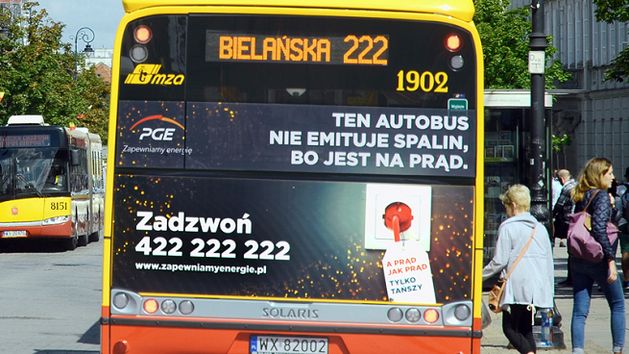 BIELAŃSKA 222
mza
1902
PGE
Zapewniamy energię
TEN AUTOBUS
NIE EMITUJE SPALIN,
BO JEST NA PRĄD.
Zadzwoń
422 222 222
www.zapewniamyenergie.pl
A PRĄD
JAK PRĄD
TYLKO
TANSZY
SOLARIS
WX 82002
8151